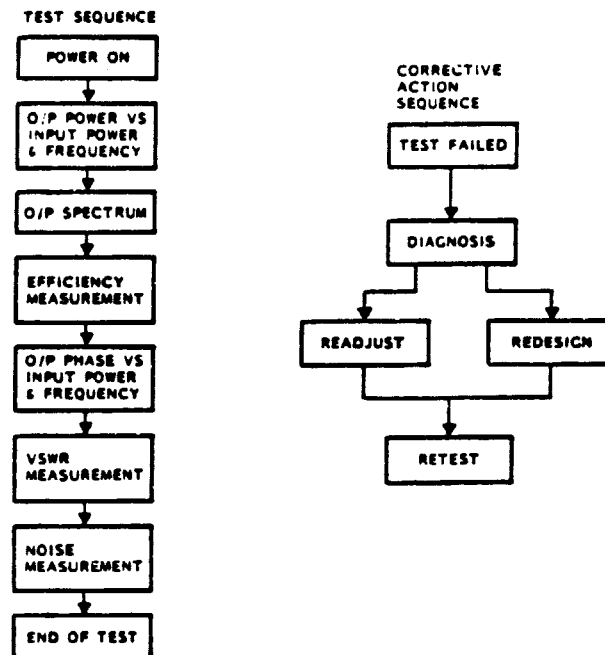 TEST SEQUENCE
POWER ON
O/P POWER VS
INPUT POWER
& FREQUENCY
O/P SPECTRUM
EFFICIENCY
MEASUREMENT
O/P PHASE VS
INPUT POWER
& FREQUENCY
VSWR
MEASUREMENT
NOISE
MEASUREMENT
END OF TEST
CORRECTIVE
ACTION
SEQUENCE
TEST FAILED
DIAGNOSIS
READJUST
REDESIGN
RETEST